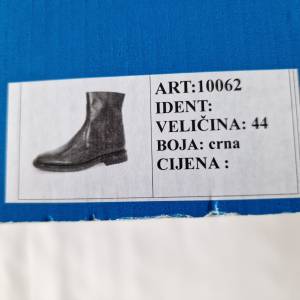 ART:10062
IDENT:
VELIČINA: 44
BOJA: crna
CIJENA :